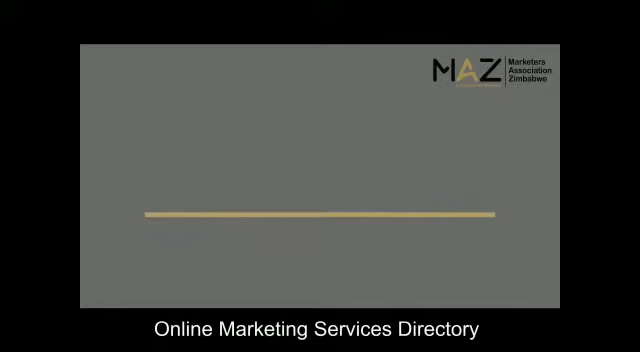 MAZ
Marketers
Association
Zimbabwe
Online Marketing Services Directory